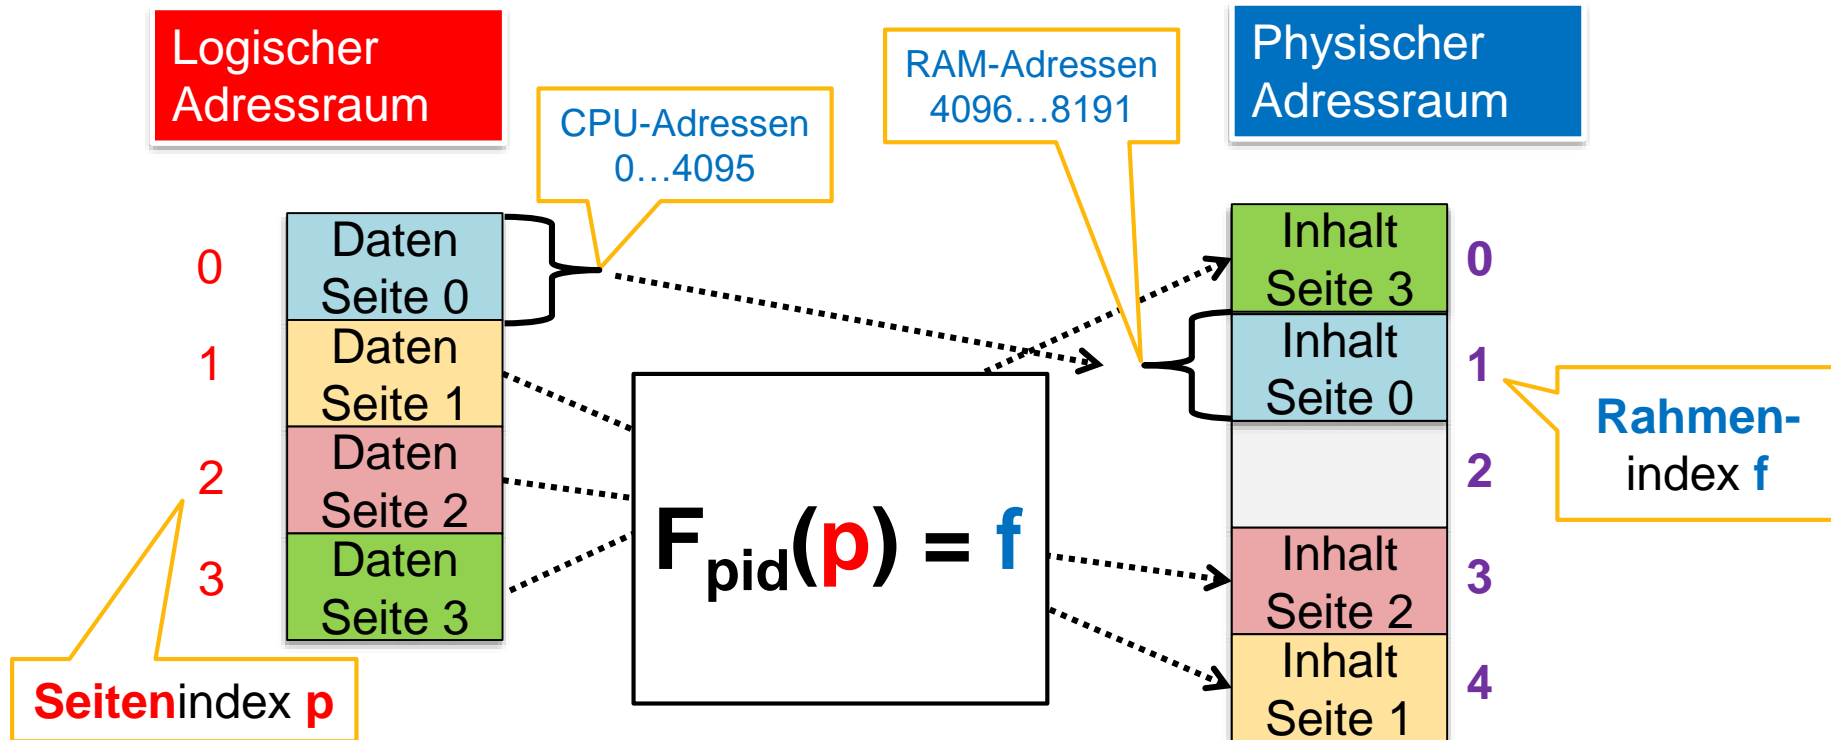 Logischer
Adressraum
CPU-Adressen
0…4095
RAM-Adressen
4096…8191
Physischer
Adressraum
0
Daten
Seite 0
1
Daten
Seite 1
2
Daten
Seite 2
3
Daten
Seite 3
Seitenindex p
Fpid(p) = f
Inhalt
Seite 3
0
Inhalt
Seite 0
1
2
Inhalt
Seite 2
3
Inhalt
Seite 1
4
Rahmen-
index f